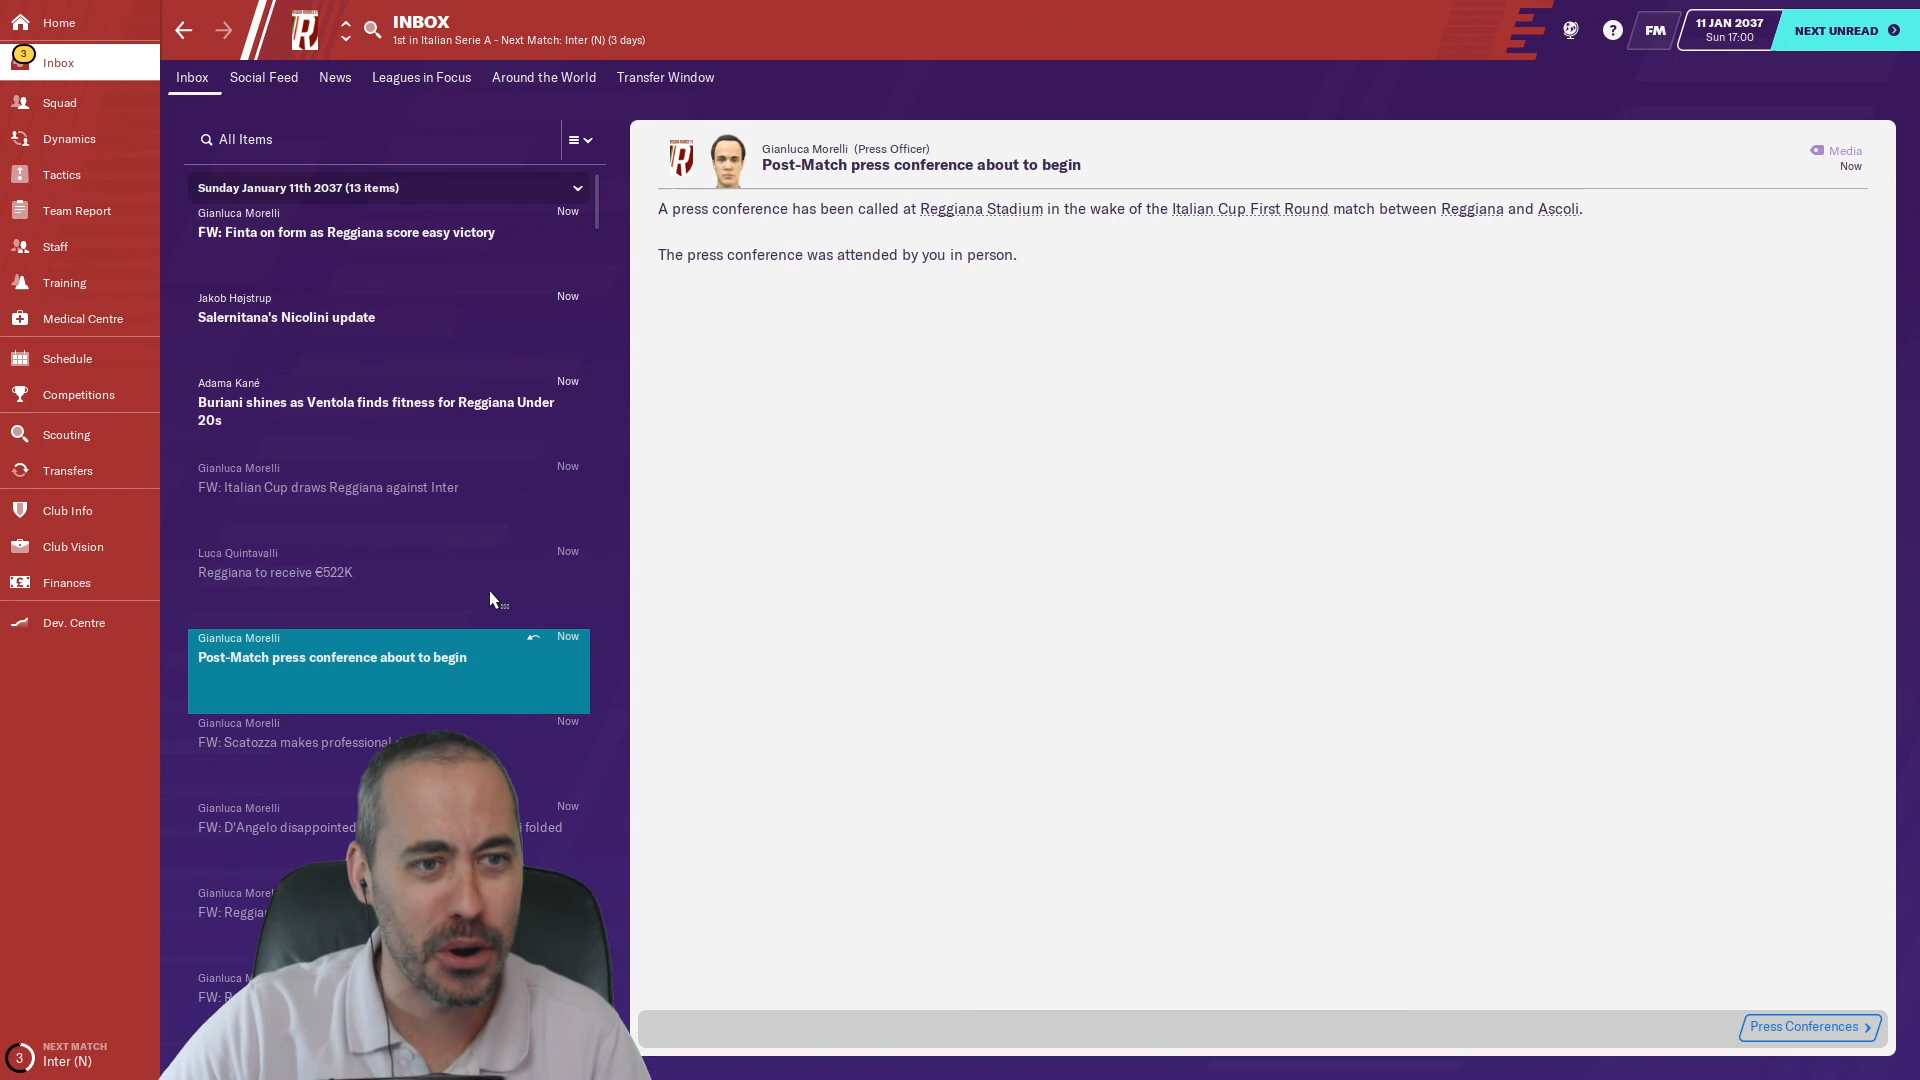 Home
3
Inbox
Squad
Dynamics
Tactics
Team Report
Staff
Training
Medical Centre
Schedule
Competitions
Scouting
Transfers
Club Info
Club Vision
Finances
Dev. Centre
3
NEXT MATCH
Inter (N)
R
INBOX
1st in Italian Serie A - Next Match: Inter (N) (3 days)
?
FM
11 JAN 2037
Sun 17:00
NEXT UNREAD
Inbox
Social Feed
News
Leagues in Focus
Around the World
Transfer Window
All Items
Sunday January 11th 2037 (13 items)
Gianluca Morelli
Now
FW: Finta on form as Reggiana score easy victory
Jakob Højstrup
Now
Salernitana's Nicolini update
Adama Kané
Now
Buriani shines as Ventola finds fitness for Reggiana Under
20s
Gianluca Morelli
Now
FW: Italian Cup draws Reggiana against Inter
Luca Quintavalli
Now
Reggiana to receive €522K
Gianluca Morelli
Now
Post-Match press conference about to begin
Gianluca Morelli
Now
FW: Scatozza makes professional
Gianluca Morelli
Now
FW: D'Angelo disappointed
folded
Gianluca
FW:
Gianluca
FW:
R
Gianluca Morelli (Press Officer)
Post-Match press conference about to begin
Media
Now
A press conference has been called at Reggiana Stadium in the wake of the Italian Cup First Round match between Reggiana and Ascoli.
The press conference was attended by you in person.
Press Conferences